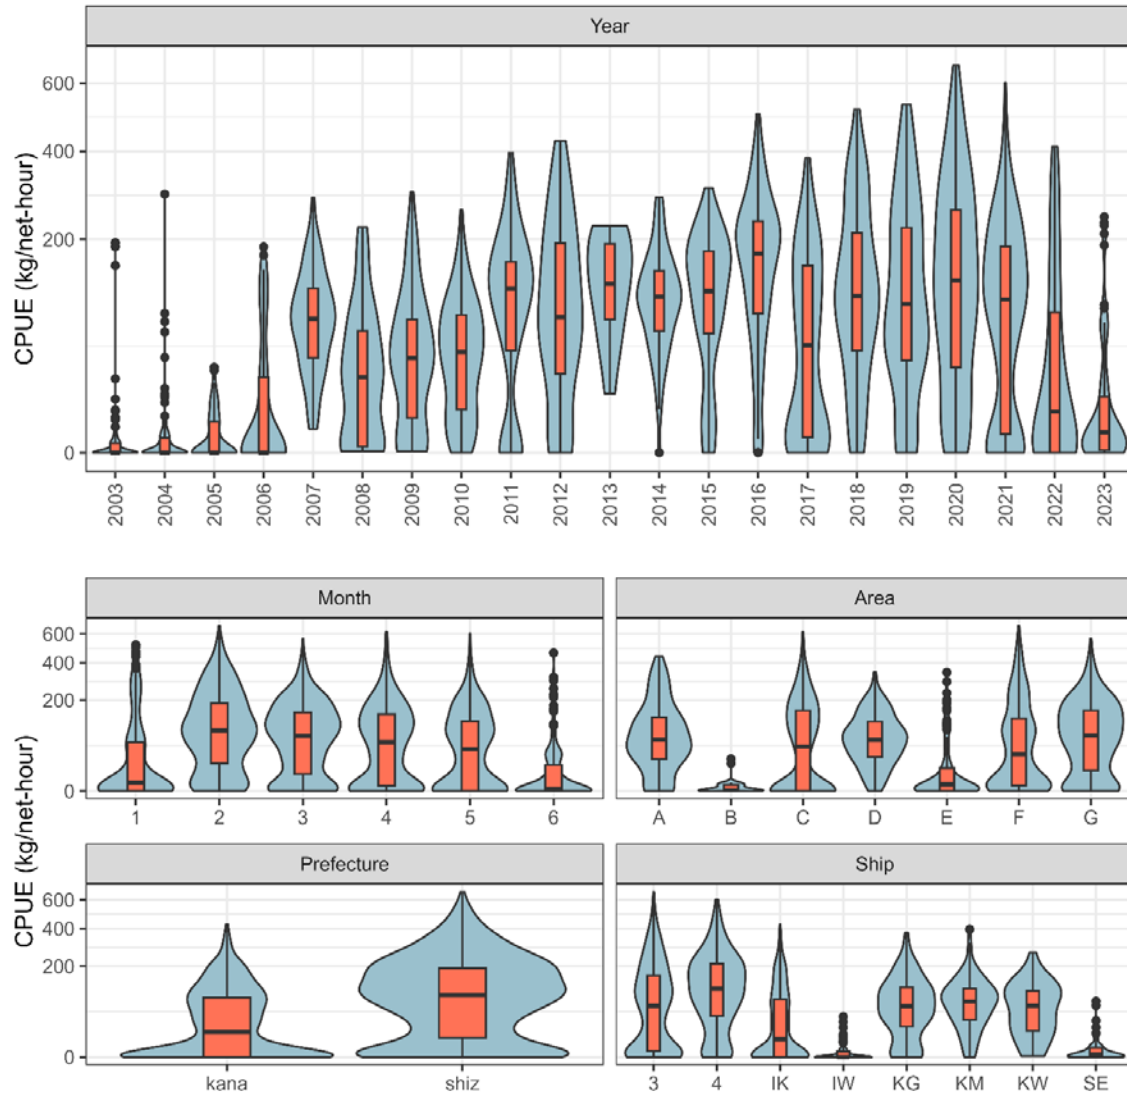 Year
CPUE (kg/net-hour)
600
400
200
0
2003 2004 2005 2006 2007 2008 2009 2010 2011 2012 2013 2014 2015 2016 2017 2018 2019 2020 2021 2022 2023
Month
Area
CPUE (kg/net-hour)
600
400
200
0
1 2 3 4 5 6
A B C D E F G
Prefecture
Ship
600
400
200
0
kana shiz
3 4 IK IW KG KM KW SE